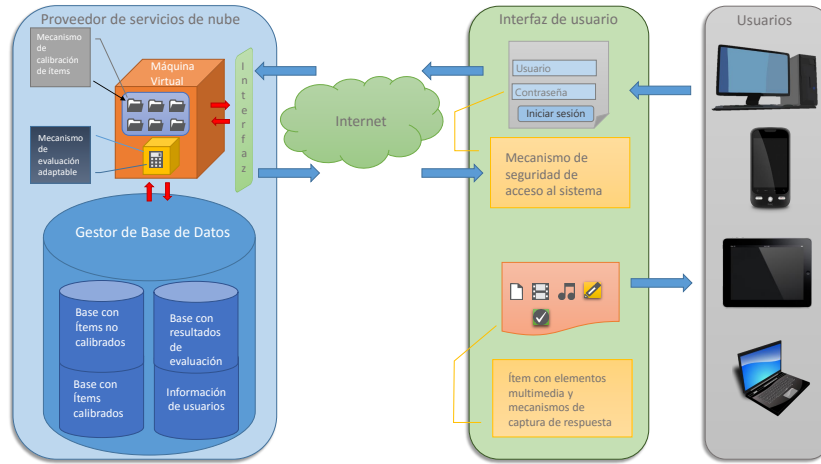 Proveedor de servicios de nube
Mecanismo
de
calibración
de ítems
Máquina
Virtual
Interfaz
Mecanismo
de
evaluación
adaptable
Gestor de Base de Datos
Base con
Ítems no
calibrados
Base con
resultados
de
evaluación
Base con
Ítems
calibrados
Información
de usuarios
Internet
Interfaz de usuario
Usuario
Contraseña
Iniciar sesión
Mecanismo de
seguridad de
acceso al sistema
Ítem con elementos
multimedia y
mecanismos de
captura de respuesta
Usuarios